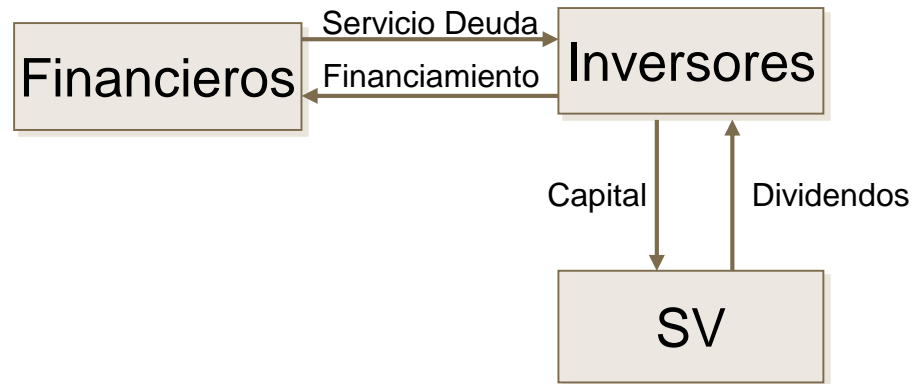 Servicio Deuda
Financieros
Financiamiento
Inversores
Capital
Dividendos
SV